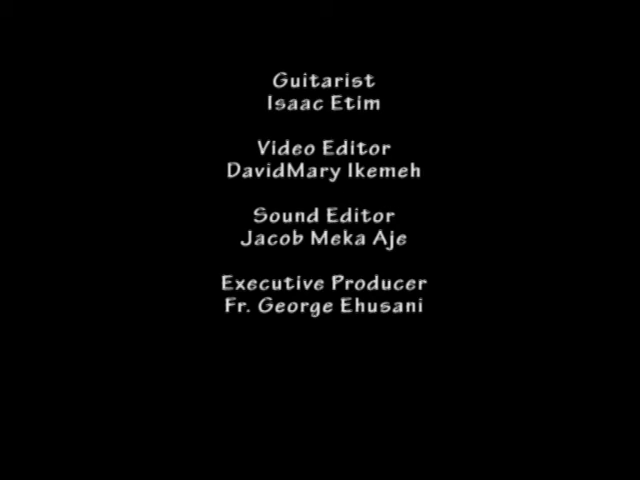 Guitarist
Isaac Etim
Video Editor
DavidMary Ikemeh
Sound Editor
Jacob Meka Aje
Executive Producer
Fr. George Ehusani